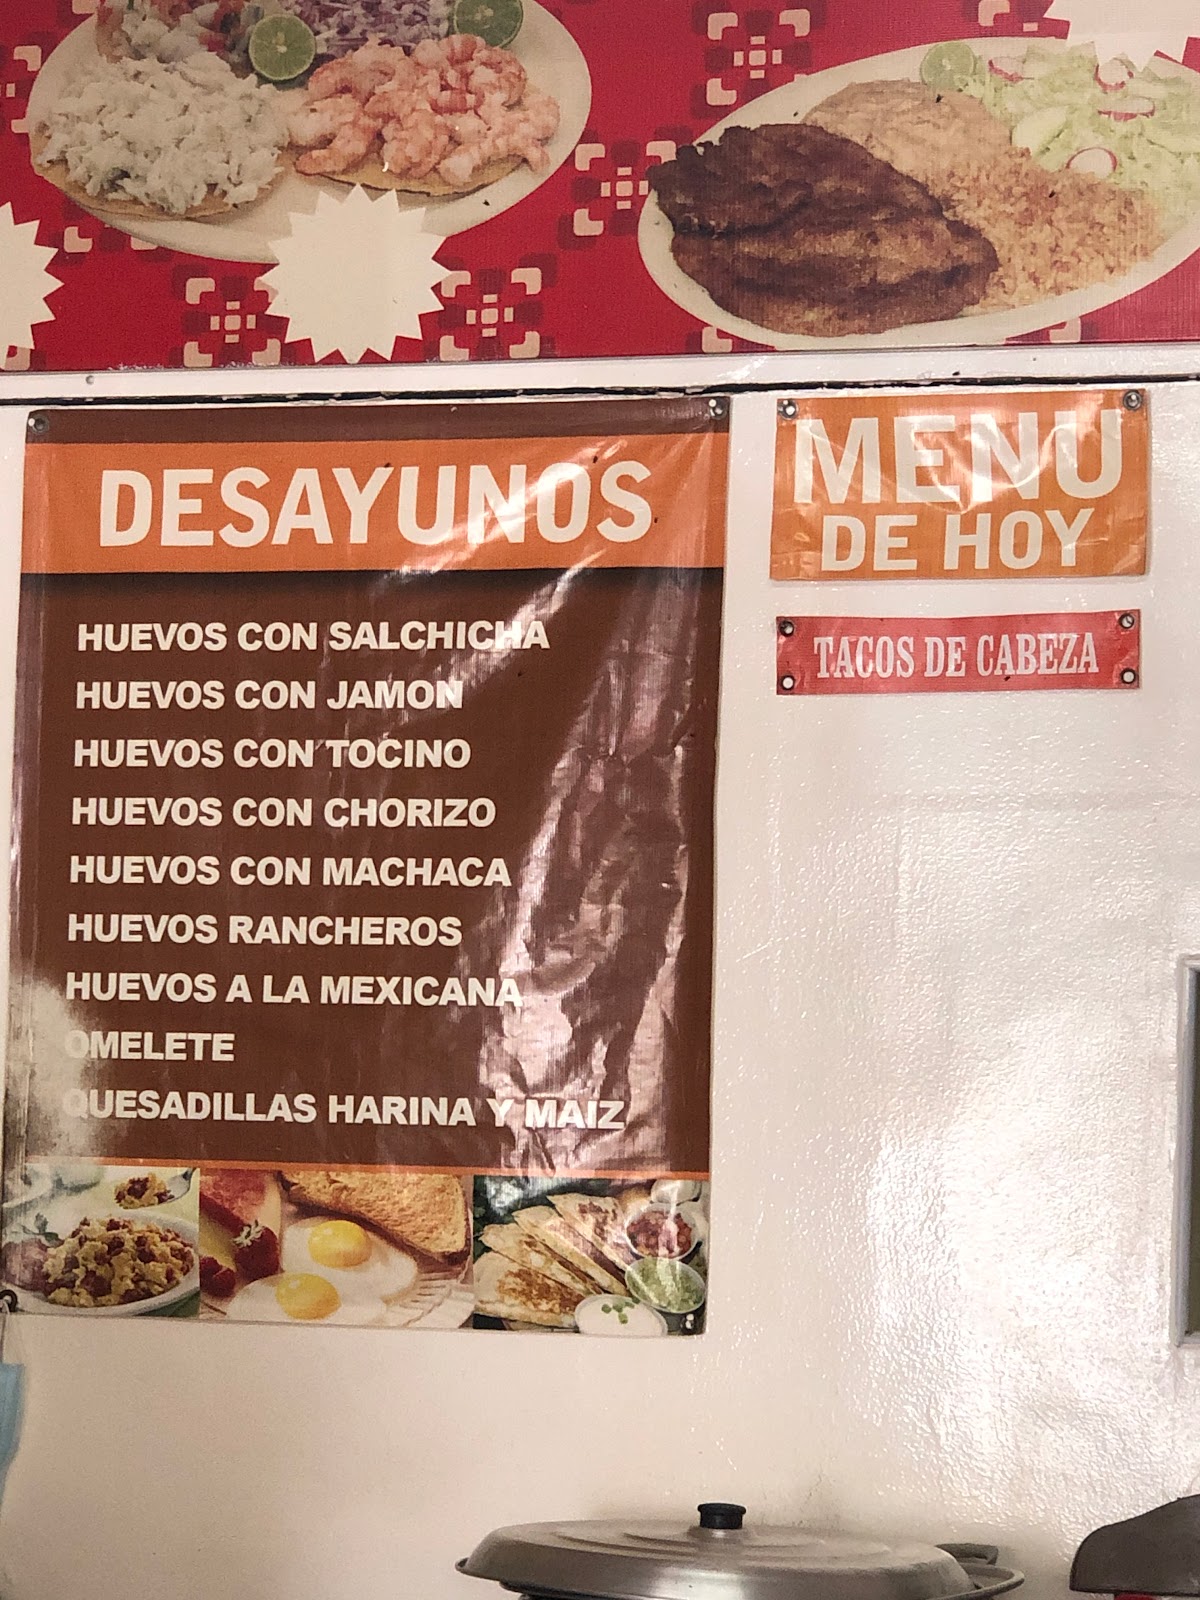 DESAYUNOS
HUEVOS CON SALCHICHA
HUEVOS CON JAMON
HUEVOS CON TOCINO
HUEVOS CON CHORIZO
HUEVOS CON MACHACA
HUEVOS RANCHEROS
HUEVOS A LA MEXICANA
OMELETE
QUESADILLAS HARINA Y MAIZ
MENU
DE HOY
TACOS DE CABEZA